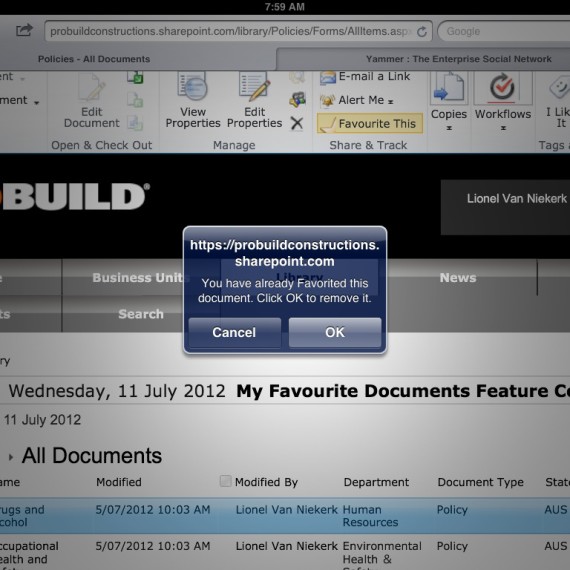 7:59 AM
probuildconstructions.sharepoint.com/library/Policies/Forms/AllItems.asp
Google
Policies - All Documents
Yammer : The Enterprise Social Network
Edit Document
View Properties
Edit Properties
E-mail a Link
Alert Me
Favourite This
Copies
Workflows
I Lik
It
Open & Check Out
Manage
Share & Track
Tags
BUILD®
Lionel Van Niekerk
https://probuildconstructions.
sharepoint.com
You have already Favorited this
document. Click OK to remove it.
Cancel
OK
Business Units
Library
News
Search
Wednesday, 11 July 2012 My Favourite Documents Feature Co
11 July 2012
All Documents
ame Modified Modified By Department Document Type State
rugs and
cohol
5/07/2012 10:03 AM Lionel Van Niekerk Human
Resources
Policy AUS
ccupational
ealth and
5/07/2012 10:03 AM Lionel Van Niekerk Environmental
Health &
Policy AUS